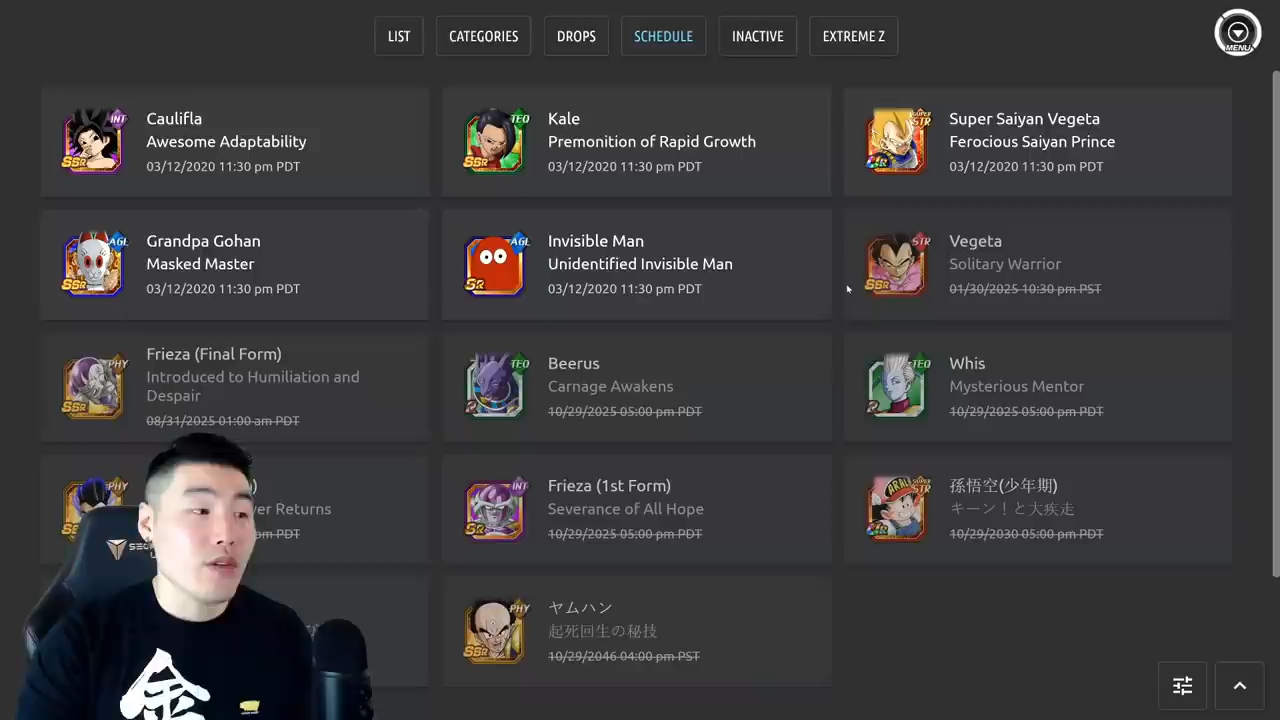 LIST
CATEGORIES
DROPS
SCHEDULE
INACTIVE
EXTREME Z
MENU
INT
SSR
Caulifla
Awesome Adaptability
03/12/2020 11:30 pm PDT
TEQ
SSR
Kale
Premonition of Rapid Growth
03/12/2020 11:30 pm PDT
SUPER
STR
UR
Super Saiyan Vegeta
Ferocious Saiyan Prince
03/12/2020 11:30 pm PDT
AGL
SSR
Grandpa Gohan
Masked Master
03/12/2020 11:30 pm PDT
AGL
SR
Invisible Man
Unidentified Invisible Man
03/12/2020 11:30 pm PDT
STR
SSR
Vegeta
Solitary Warrior
01/30/2025 10:30 pm PST
PHY
SSR
Frieza (Final Form)
Introduced to Humiliation and
Despair
08/31/2025 01:00 am PDT
TEQ
R
Beerus
Carnage Awakens
10/29/2025 05:00 pm PDT
TEQ
R
Whis
Mysterious Mentor
10/29/2025 05:00 pm PDT
PHY
)
Returns
pm PDT
INT
SR
Frieza (1st Form)
Severance of All Hope
10/29/2025 05:00 pm PDT
SUPER
STR
ARALE
UR
孫悟空(少年期)
キーン！と大疾走
10/29/2030 05:00 pm PDT
PHY
SSR
ヤムハン
起死回生の秘技
10/29/2046 04:00 pm PST
金